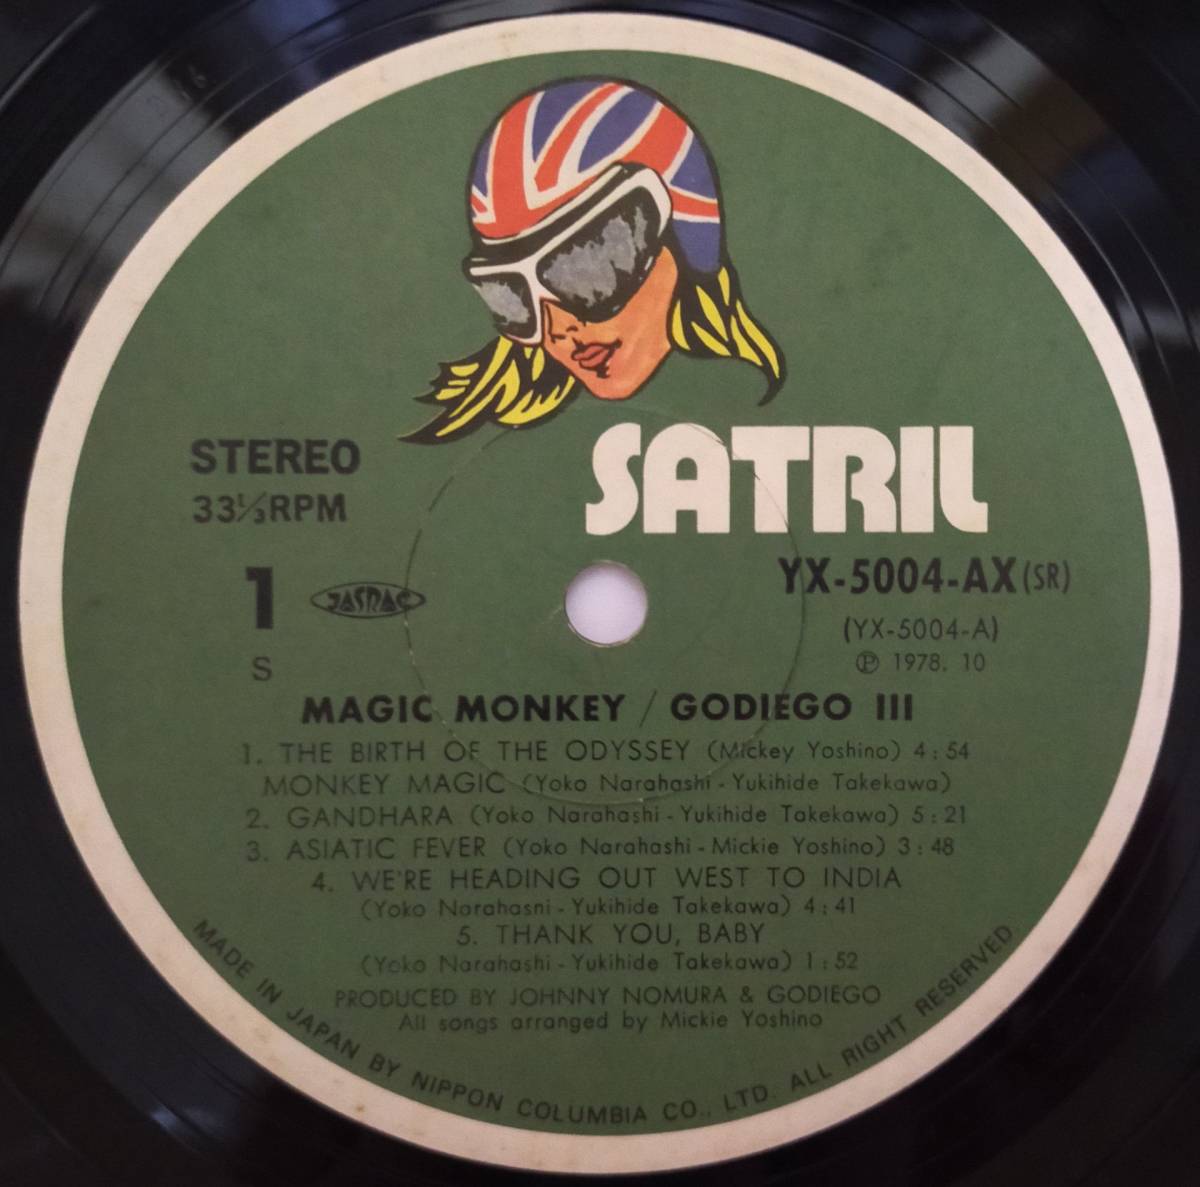 SATRIL
STEREO
33⅓RPM
1
JASRAC
S
YX-5004-AX(SR)
(YX-5004-A)
Ⓟ 1978. 10
MAGIC MONKEY / GODIEGO III
1. THE BIRTH OF THE ODYSSEY (Mickey Yoshino) 4:54
MONKEY MAGIC (Yoko Narahashi-Yukihide Takekawa)
2. GANDHARA (Yoko Narahashi-Yukihide Takekawa) 5:21
3. ASIATIC FEVER (Yoko Narahashi-Mickie Yoshino) 3:48
4. WE'RE HEADING OUT WEST TO INDIA
(Yoko Narahasni-Yukihide Takekawa) 4:41
5. THANK YOU, BABY
(Yoko Narahashi-Yukihide Takekawa) 1:52
PRODUCED BY JOHNNY NOMURA & GODIEGO
All songs arranged by Mickie Yoshino
MADE IN JAPAN BY NIPPON COLUMBIA CO., LTD. ALL RIGHT RESERVED